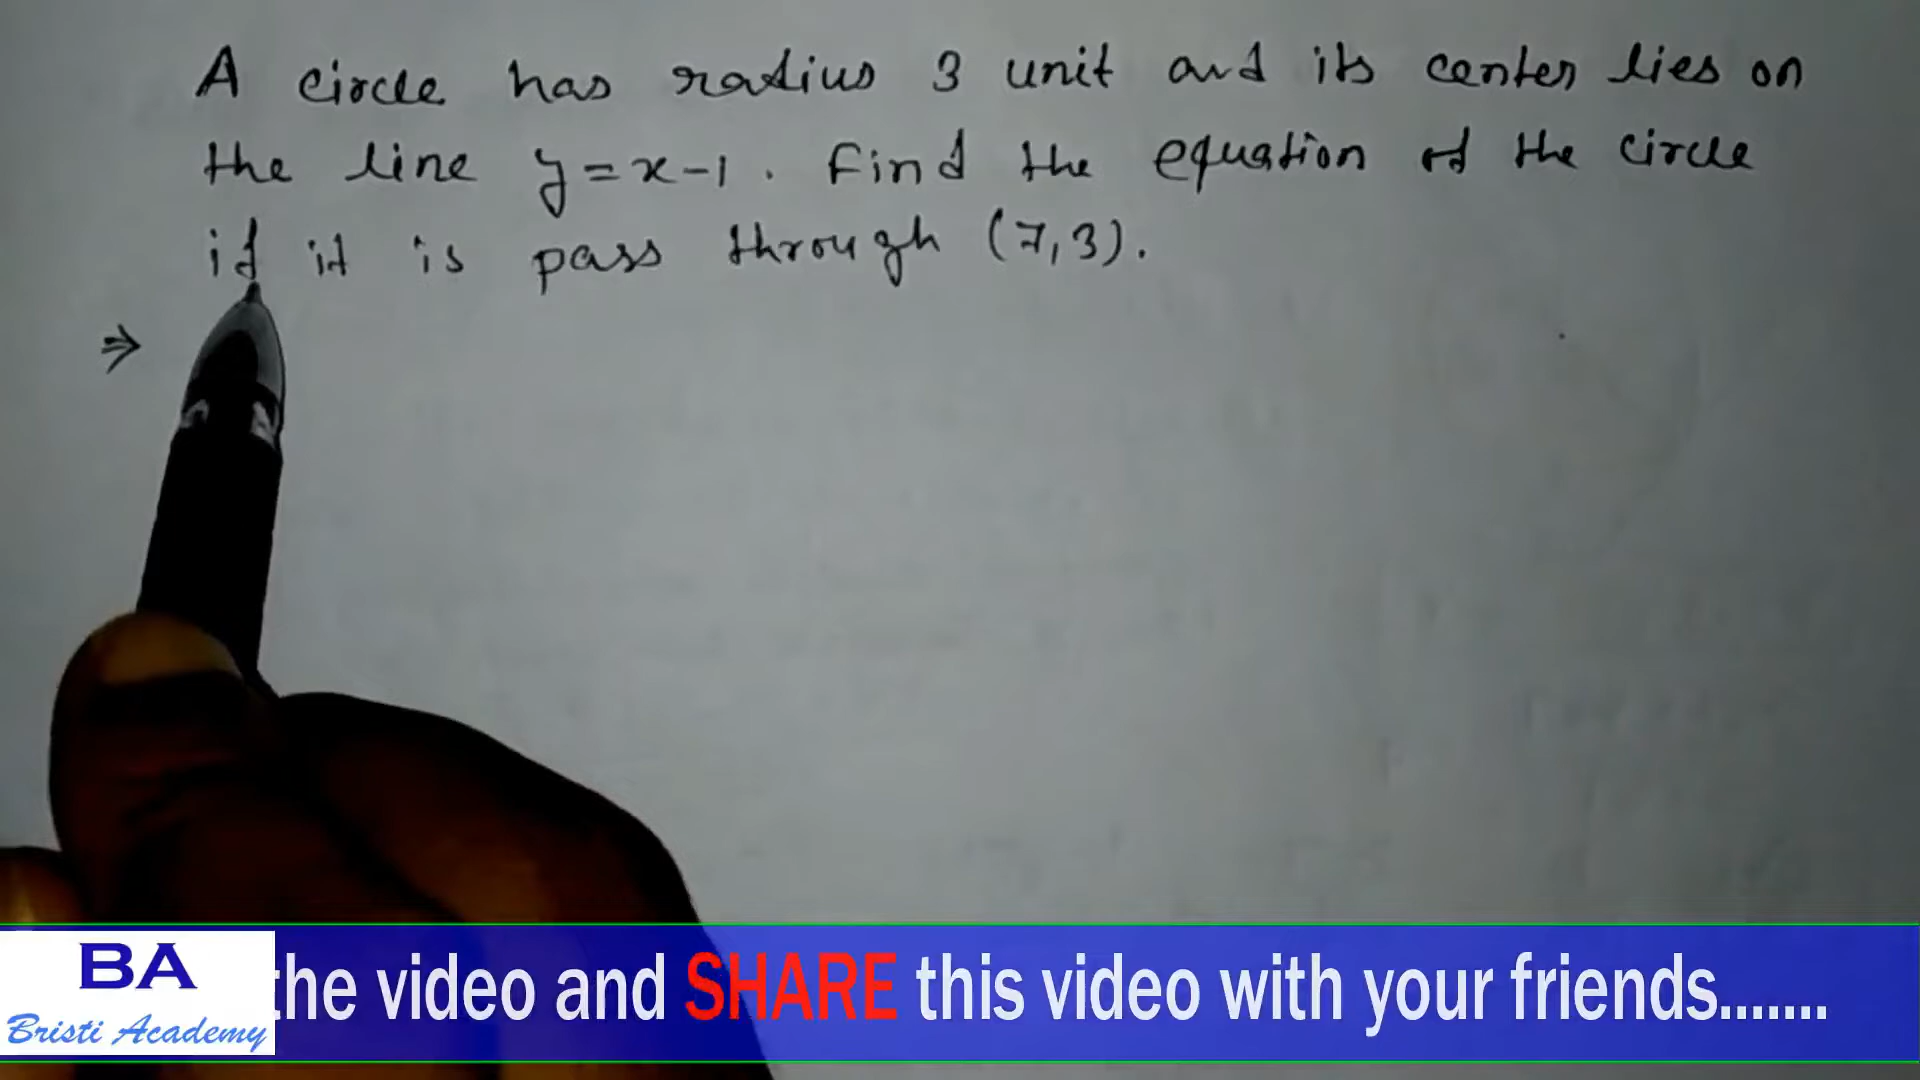 A circle has radius 3 unit and its center lies on
the line y=x-1. Find the equation of the circle
if it is pass through (7,3).
⇒
BA
Bristi Academy
the video and SHARE this video with your friends.......